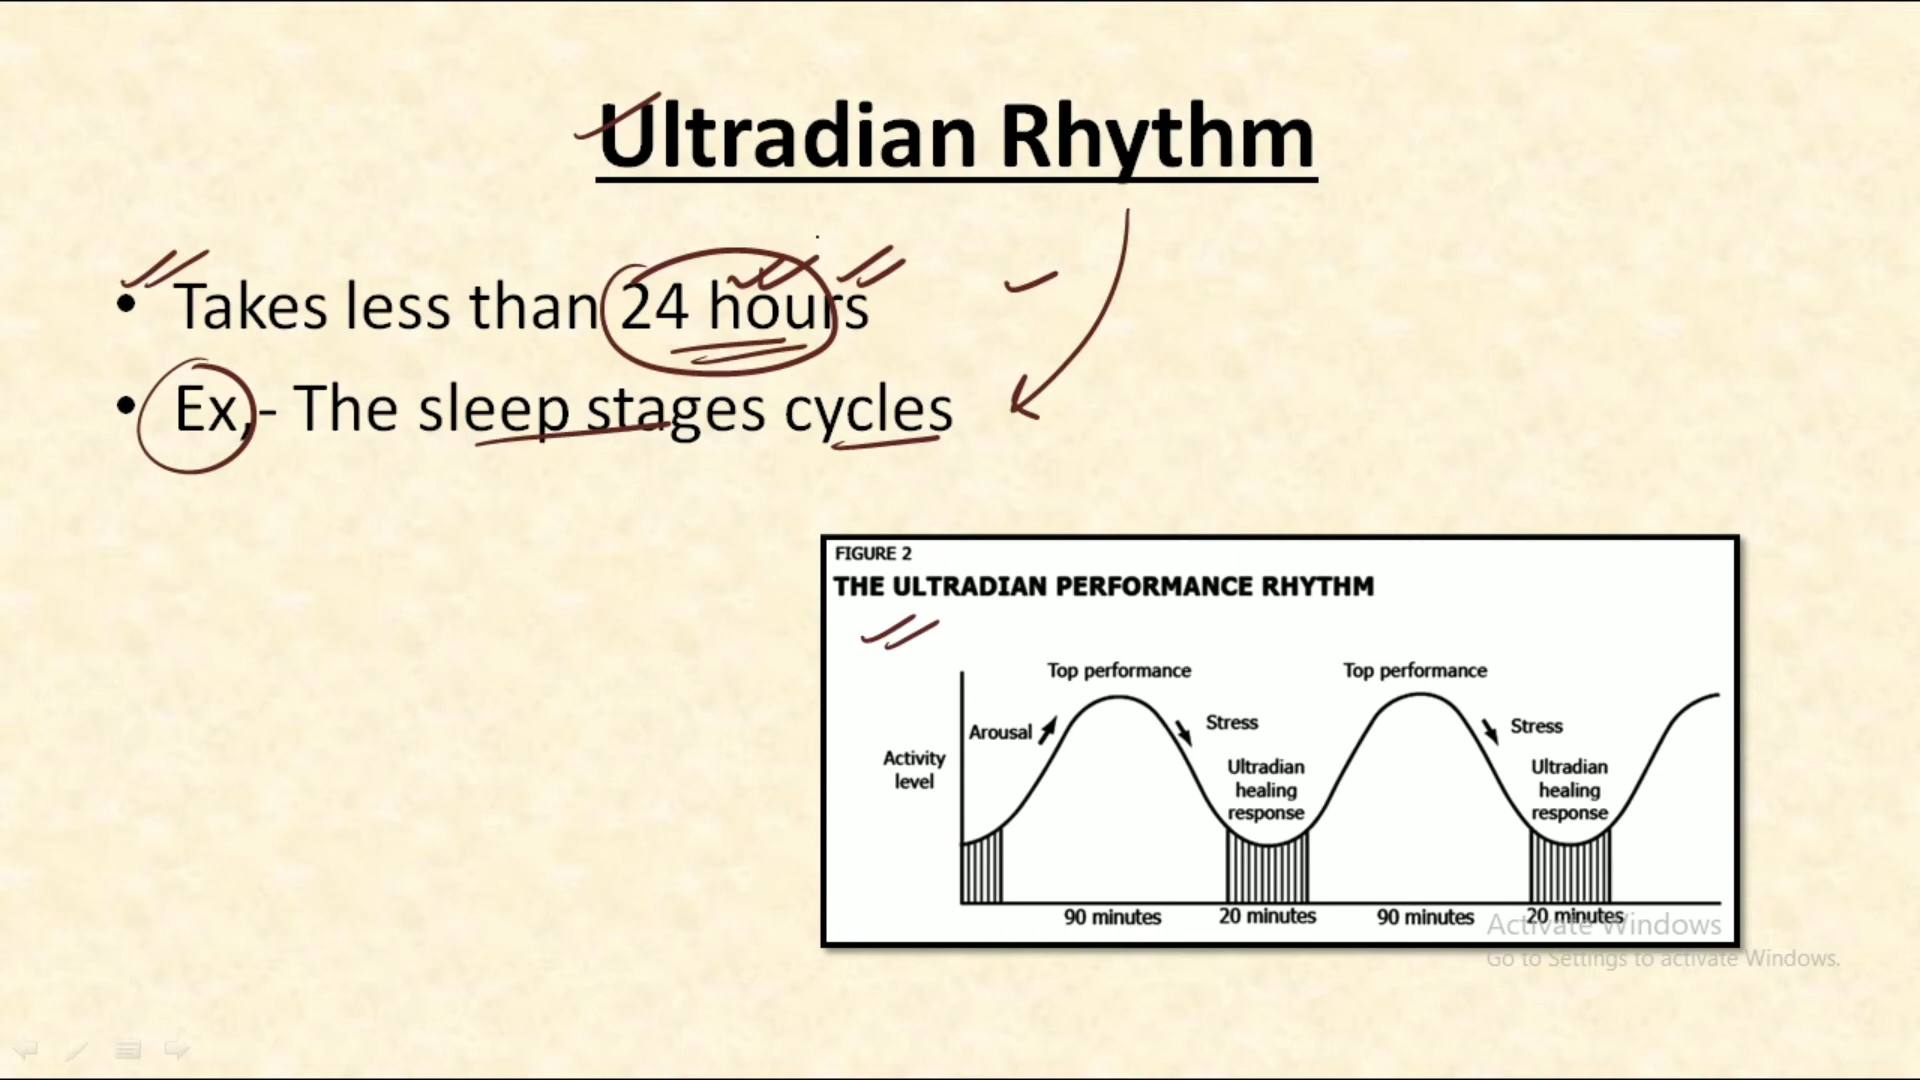 Ultradian Rhythm
• Takes less than 24 hours
• Ex,- The sleep stages cycles
FIGURE 2
THE ULTRADIAN PERFORMANCE RHYTHM
Top performance
Top performance
Arousal
Stress
Stress
Activity
level
Ultradian
healing
response
Ultradian
healing
response
90 minutes
20 minutes
90 minutes
20 minutes
Activate Windows
Go to Settings to activate Windows.